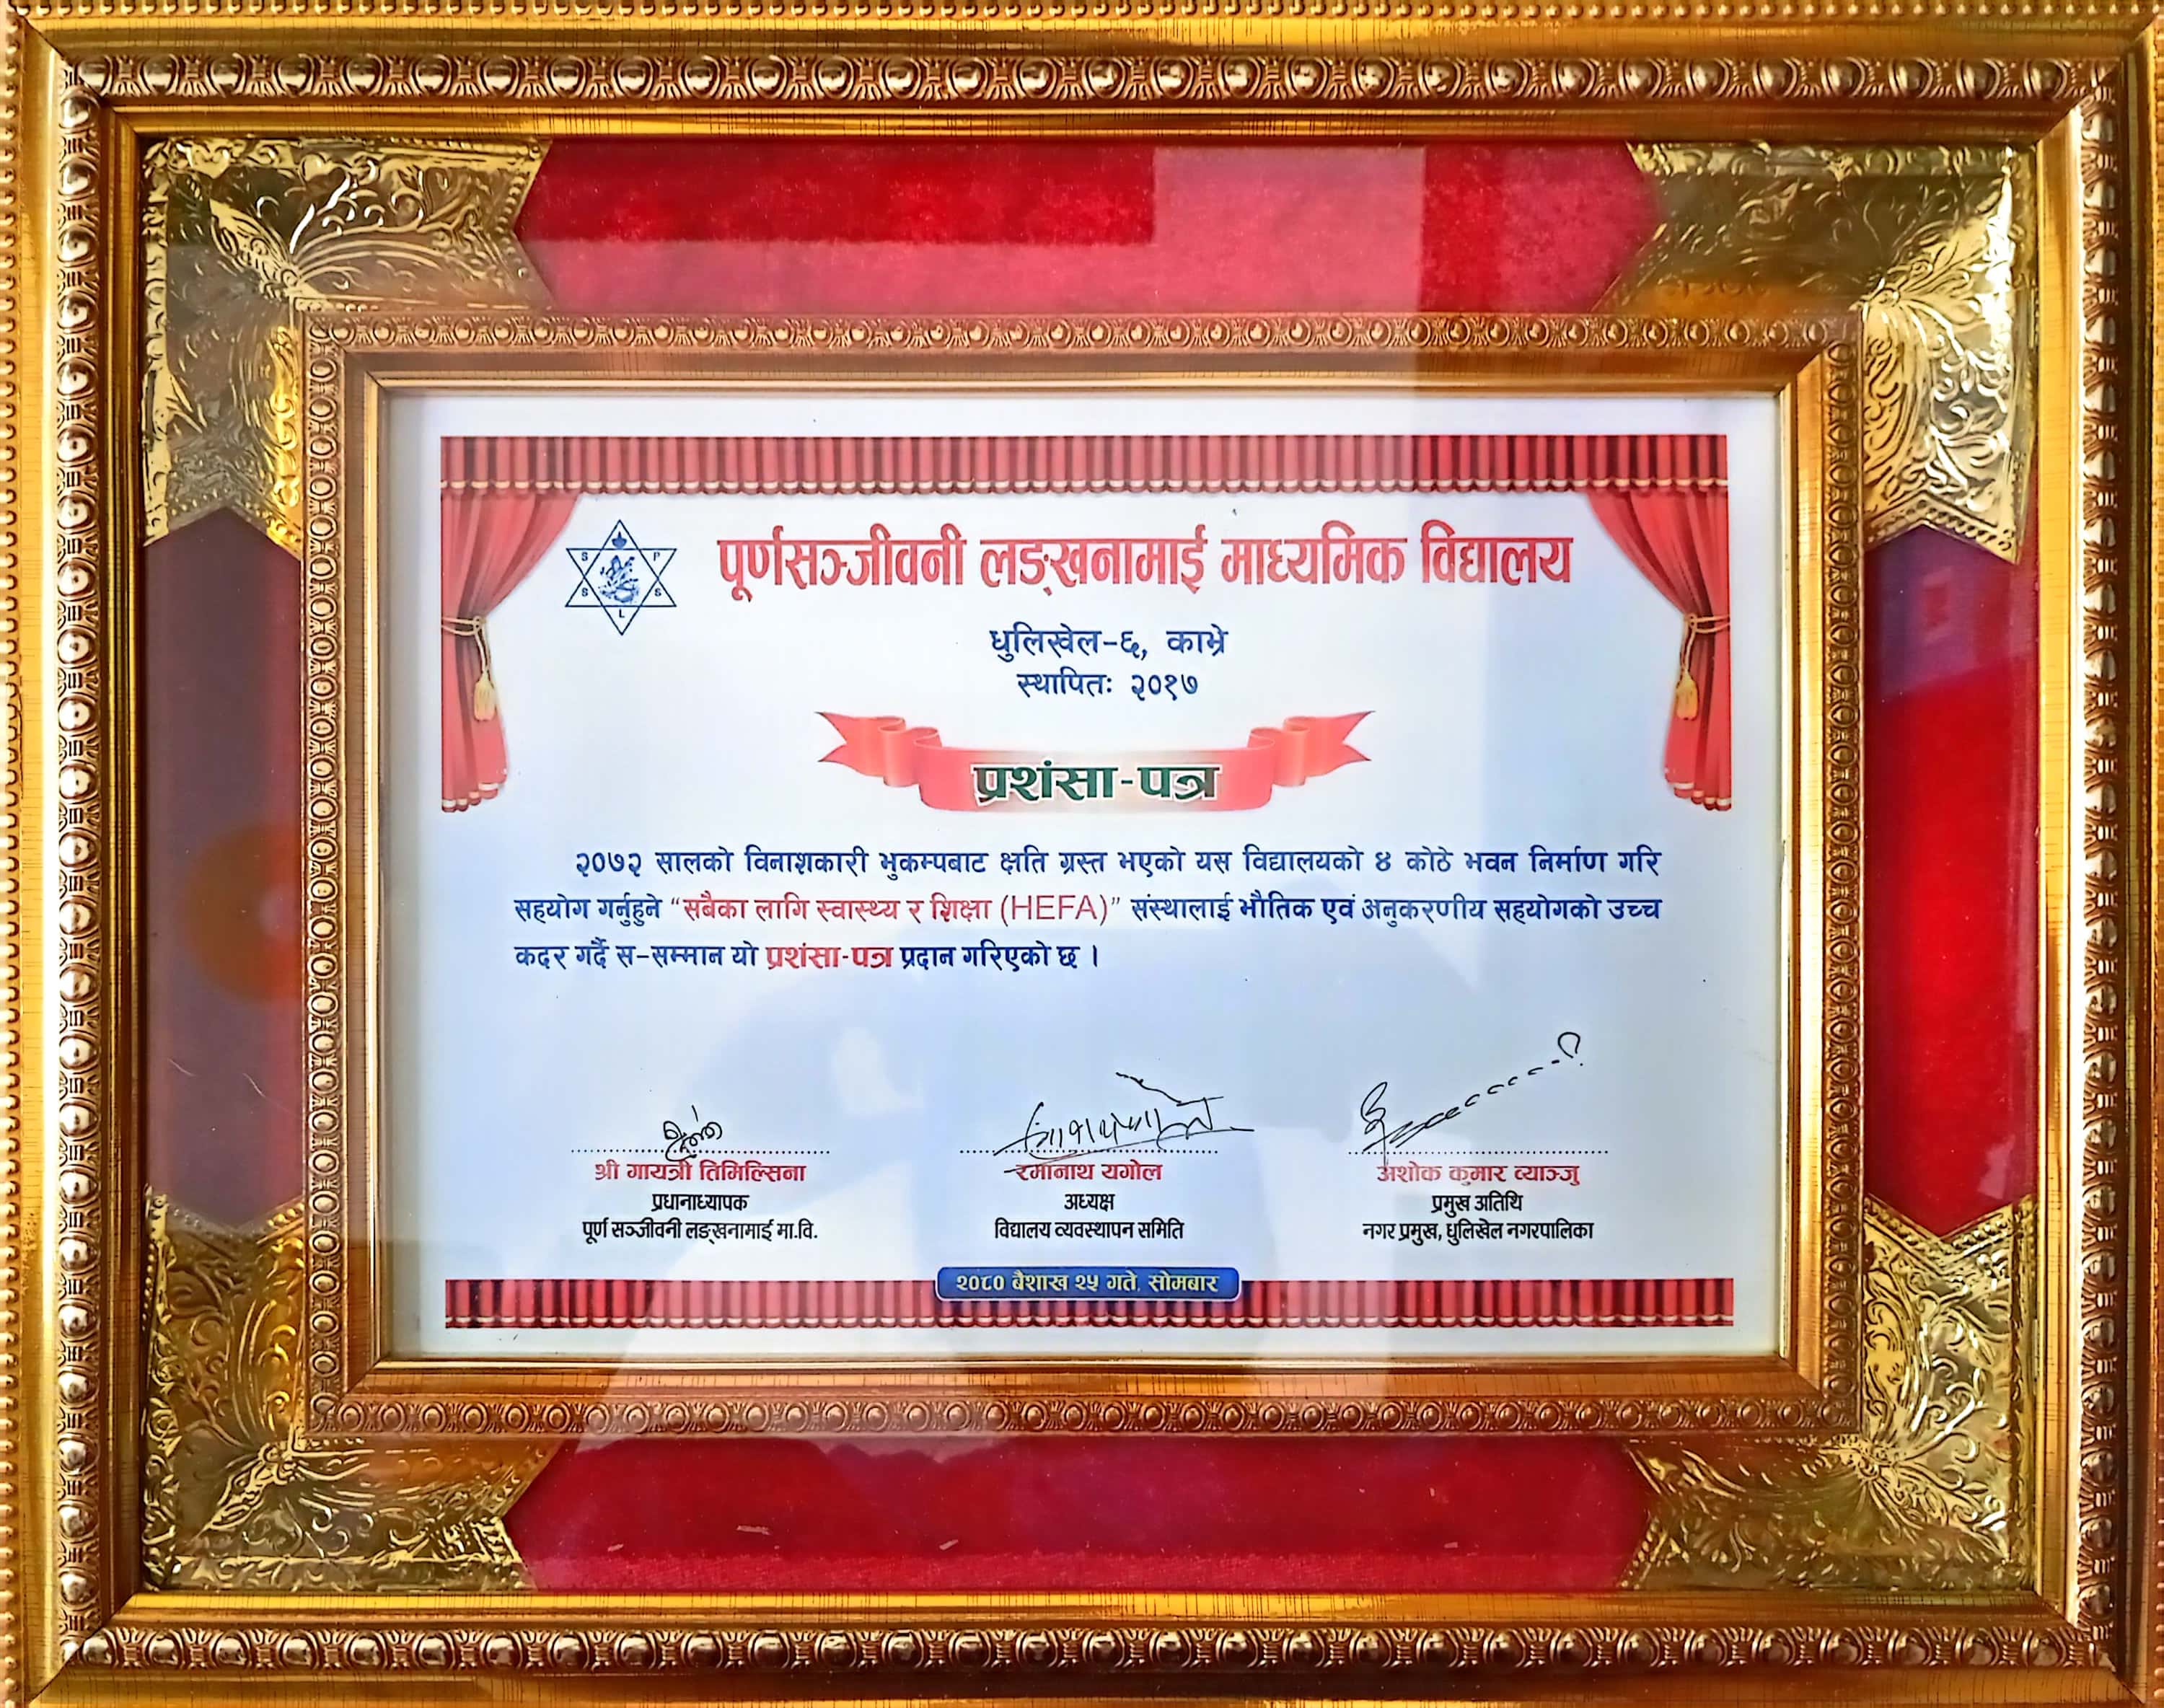 पूर्णसञ्जीवनी लङ्खनामाई माध्यमिक विद्यालय
S P
S S
L
धुलिखेल-६, काभ्रे
स्थापितः २०१७
प्रशंसा-पत्र
२०७२ सालको विनाशकारी भुकम्पबाट क्षति ग्रस्त भएको यस विद्यालयको ४ कोठे भवन निर्माण गरि
सहयोग गर्नुहुने “सबैका लागि स्वास्थ्य र शिक्षा (HEFA)” संस्थालाई भौतिक एवं अनुकरणीय सहयोगको उच्च
कदर गर्दै स-सम्मान यो प्रशंसा-पत्र प्रदान गरिएको छ ।
श्री गायत्री तिमिल्सिना
प्रधानाध्यापक
पूर्ण सञ्जीवनी लङ्खनामाई मा.वि.
रमानाथ यगोल
अध्यक्ष
विद्यालय व्यवस्थापन समिति
अशोक कुमार ब्याञ्जु
प्रमुख अतिथि
नगर प्रमुख, धुलिखेल नगरपालिका
२०८० बैशाख २५ गते, सोमबार